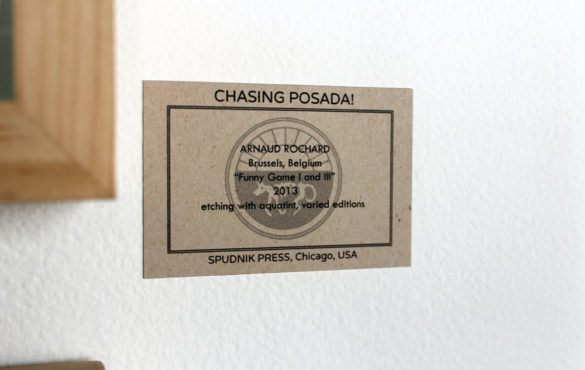 CHASING POSADA!
ARNAUD ROCHARD
Brussels, Belgium
"Funny Game I and III"
2013
etching with aquatint, varied editions
SPUDNIK PRESS, Chicago, USA